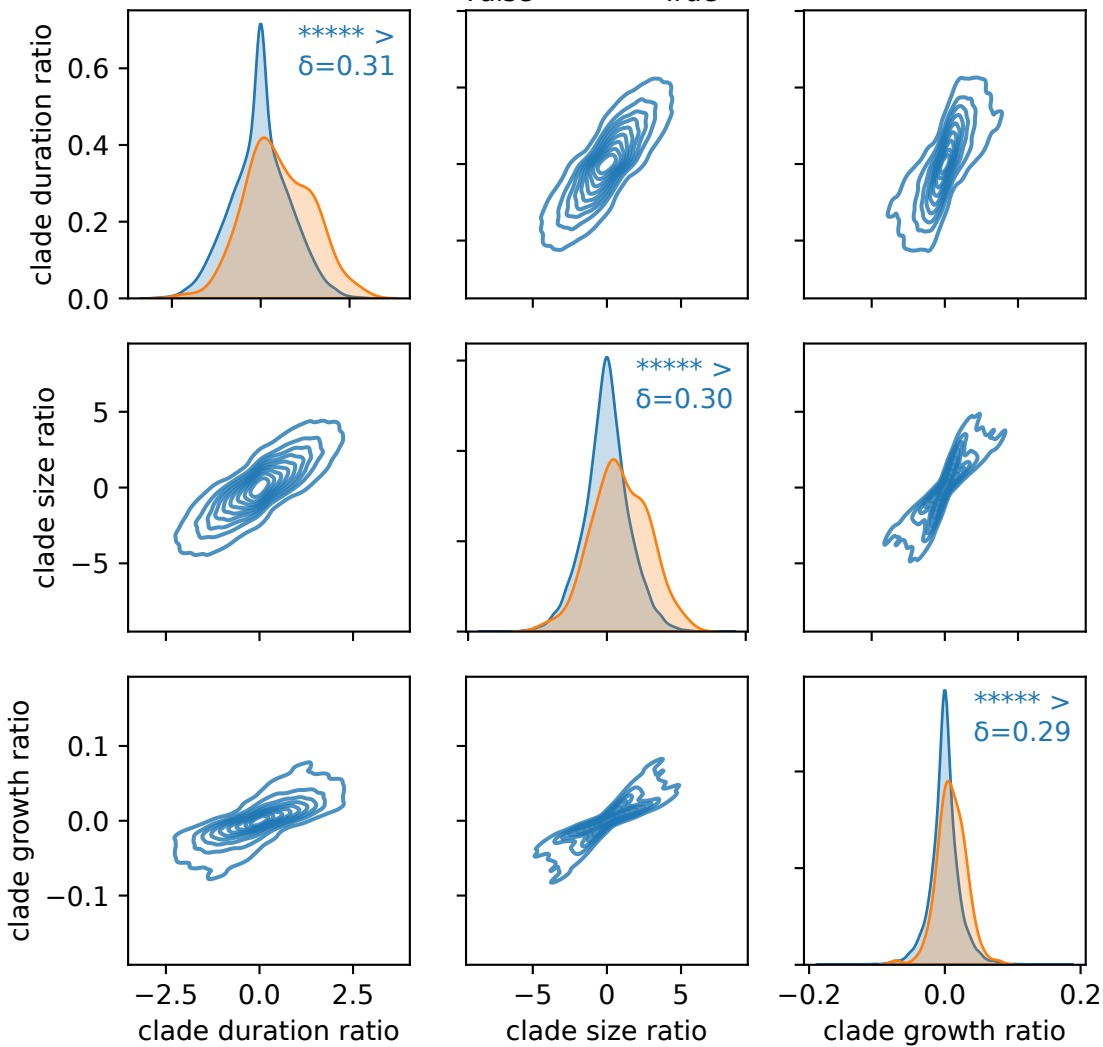 ***** >
δ=0.31
clade duration ratio
0.6
0.4
0.2
0.0
***** >
δ=0.30
clade size ratio
5
0
−5
***** >
δ=0.29
clade growth ratio
0.1
0.0
−0.1
−2.5 0.0 2.5 −5 0 5 −0.2 0.0 0.2
clade duration ratio clade size ratio clade growth ratio